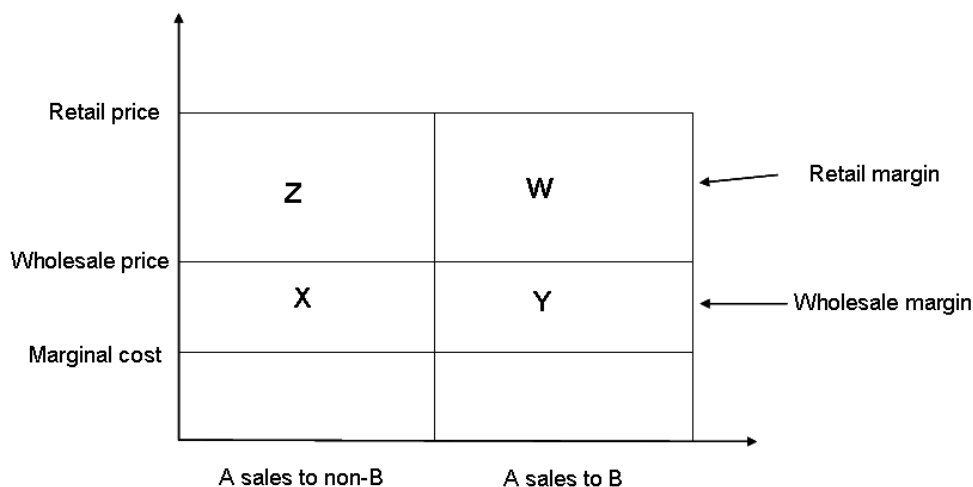 Retail price
Z
W
Retail margin
Wholesale price
X
Y
Wholesale margin
Marginal cost
A sales to non-B
A sales to B